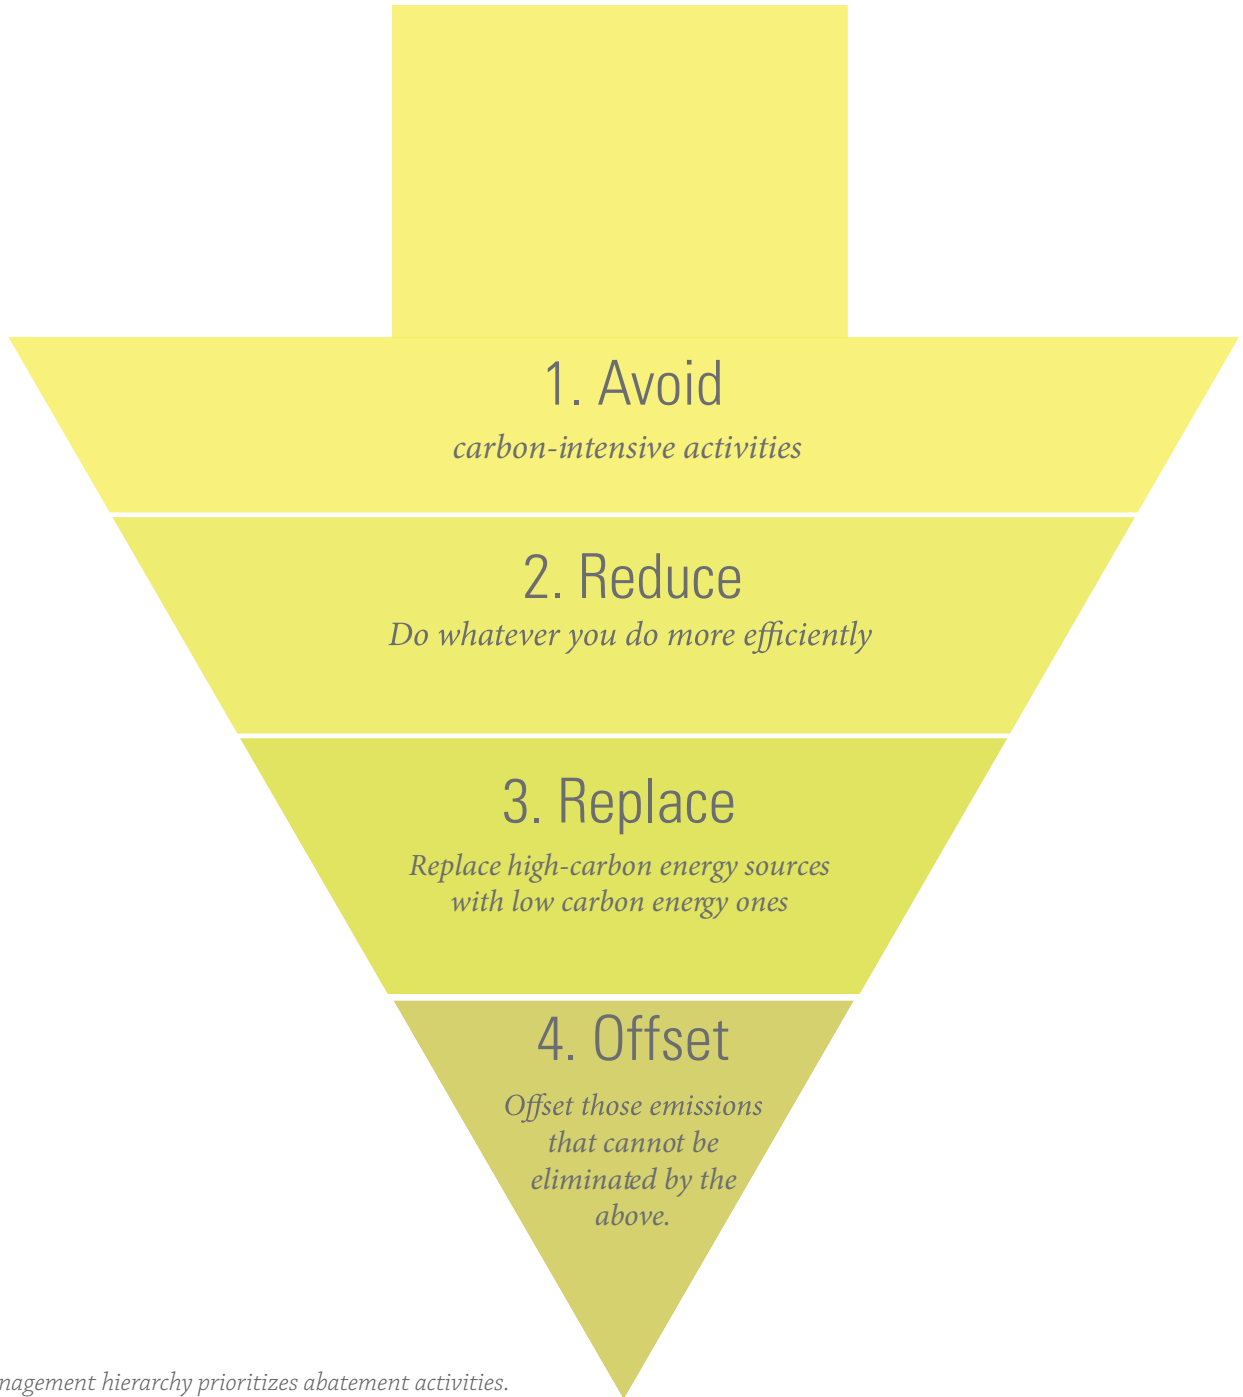 1. Avoid
carbon-intensive activities
2. Reduce
Do whatever you do more efficiently
3. Replace
Replace high-carbon energy sources
with low carbon energy ones
4. Offset
Offset those emissions
that cannot be
eliminated by the
above.
hierarchy prioritizes abatement activities.